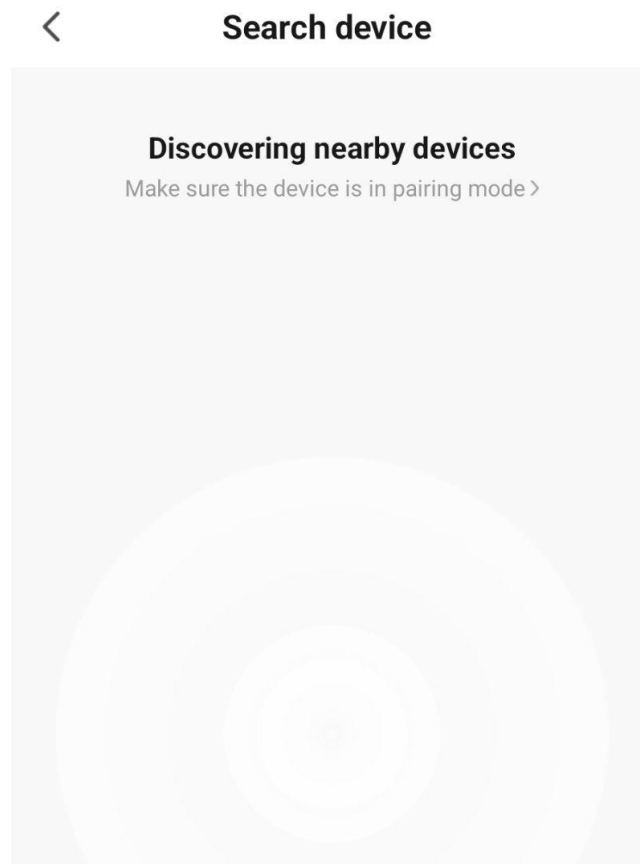 Search device
Discovering nearby devices
Make sure the device is in pairing mode >